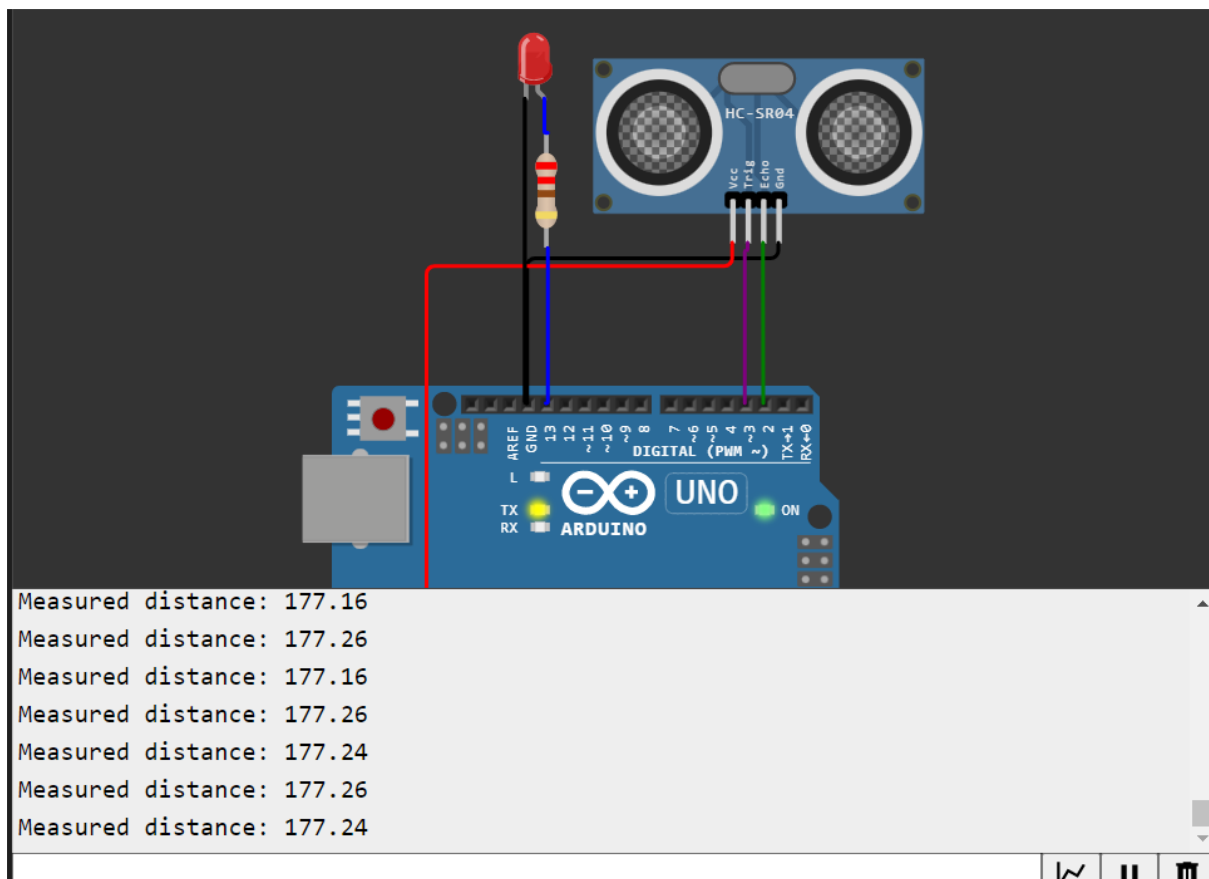 HC-SR04
Vcc
Trig
Echo
Gnd
AREF
GND
13
12
~11
~10
~9
8
7
~6
~5
4
~3
2
TX→1
RX←0
DIGITAL (PWM ~)
L
TX
RX
UNO
ON
ARDUINO
Measured distance: 177.16
Measured distance: 177.26
Measured distance: 177.16
Measured distance: 177.26
Measured distance: 177.24
Measured distance: 177.26
Measured distance: 177.24